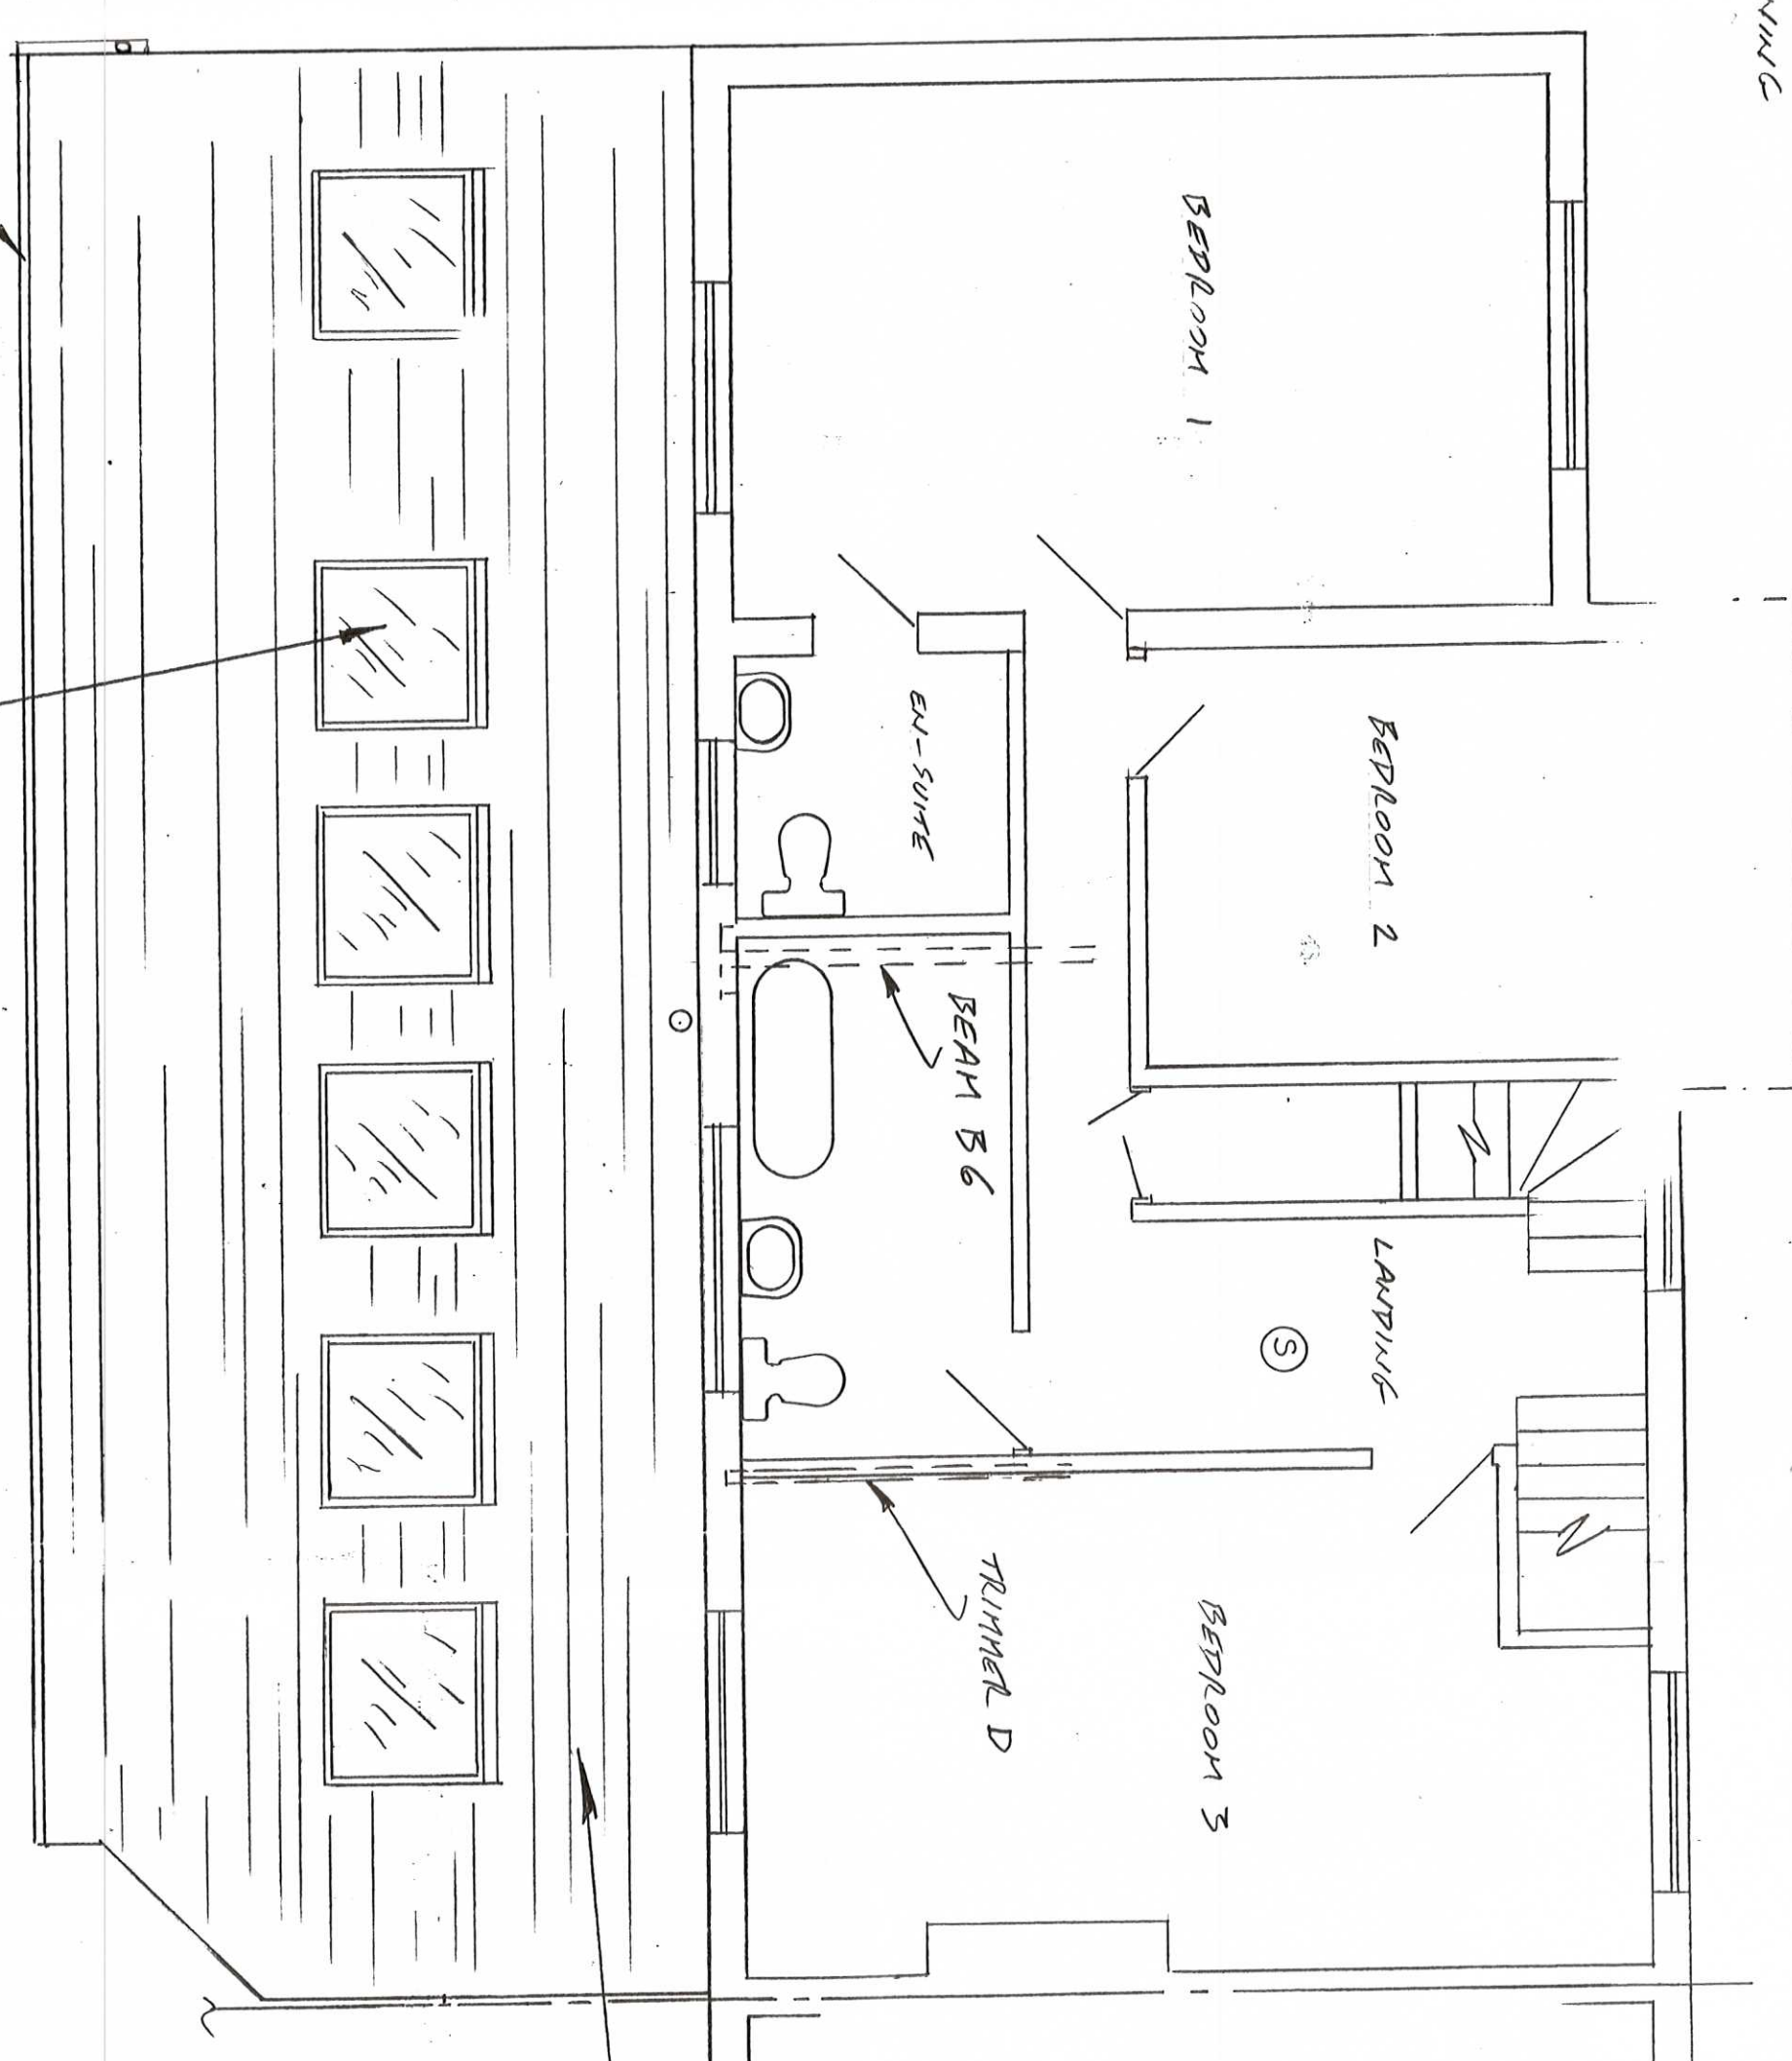 BEDROOM 1
BEDROOM 2
EN-SUITE
BEAM B6
LANDING
S
TRIMMER D
BEDROOM 3